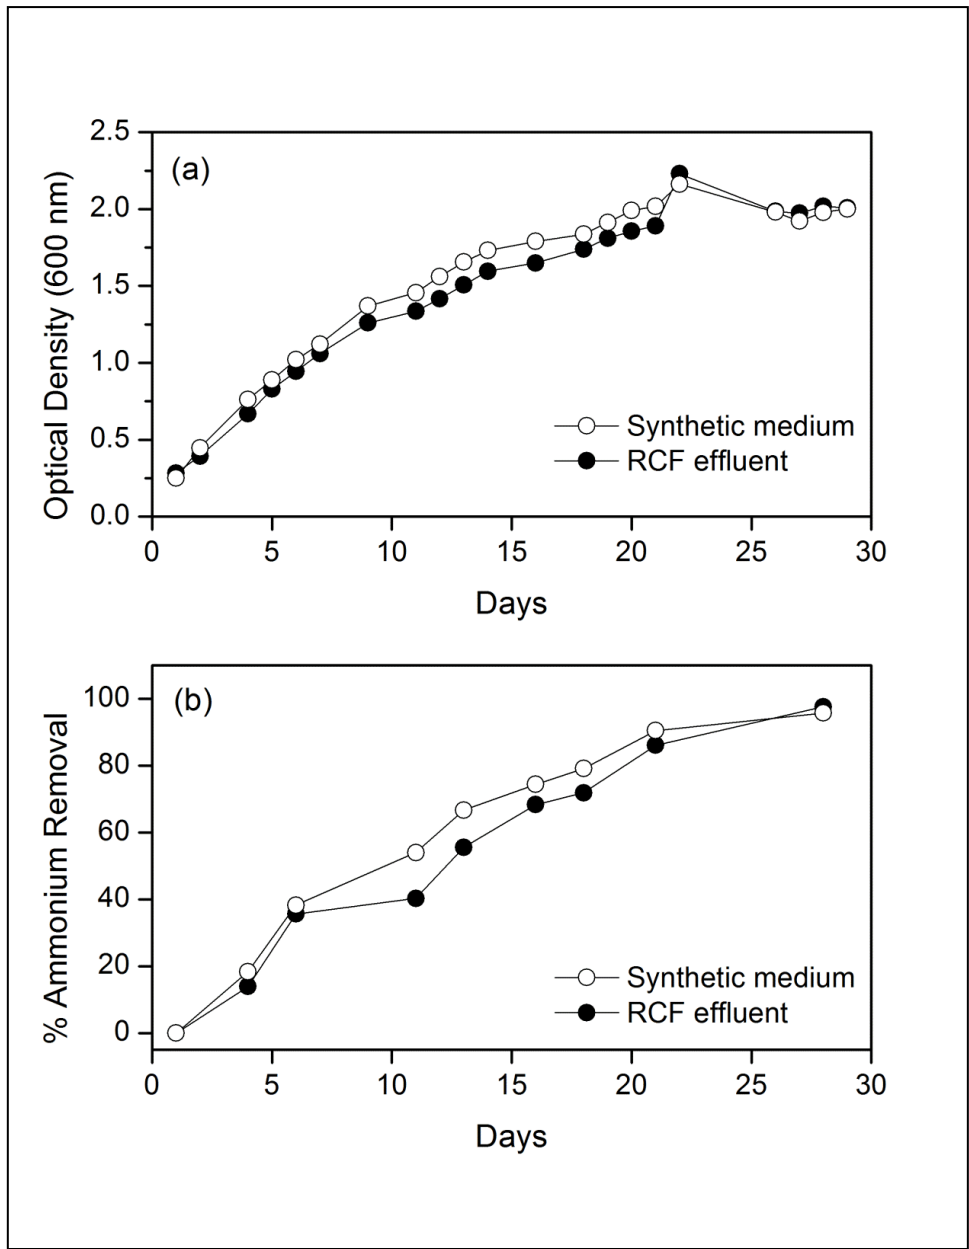 (a)
Optical Density (600 nm)
2.5
2.0
1.5
1.0
0.5
0.0
Synthetic medium
RCF effluent
0 5 10 15 20 25 30
Days
(b)
% Ammonium Removal
100
80
60
40
20
0
Synthetic medium
RCF effluent
0 5 10 15 20 25 30
Days